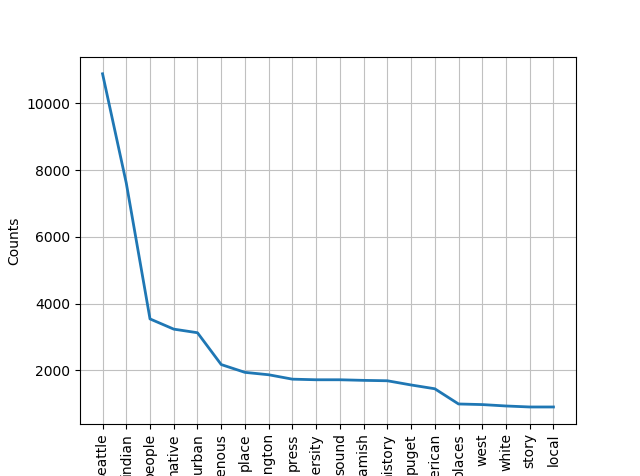 10000
8000
6000
4000
2000
Counts
eattle
indian
people
native
urban
enous
place
ngton
press
ersity
sound
amish
istory
puget
erican
places
west
white
story
local